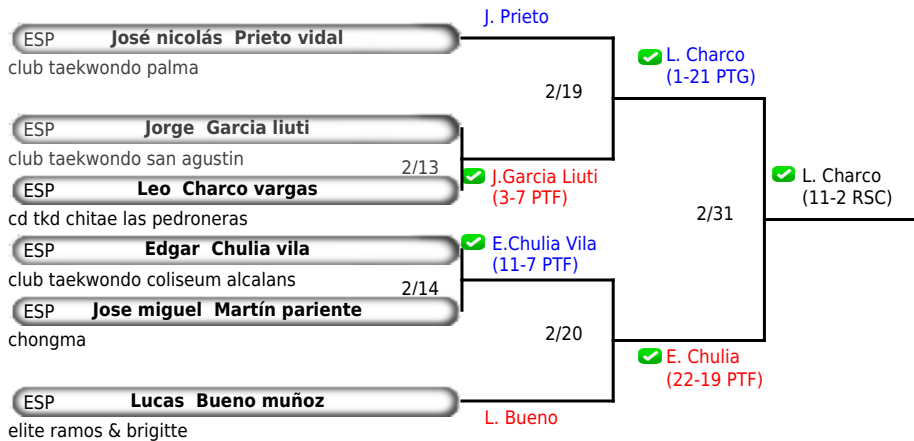 J. Prieto
ESP José nicolás Prieto vidal
club taekwondo palma
L. Charco
(1-21 PTG)
2/19
ESP Jorge Garcia liuti
club taekwondo san agustin
2/13
J.Garcia Liuti
(3-7 PTF)
ESP Leo Charco vargas
cd tkd chitae las pedroneras
L. Charco
(11-2 RSC)
2/31
ESP Edgar Chulia vila
club taekwondo coliseum alcalans
E.Chulia Vila
(11-7 PTF)
2/14
ESP Jose miguel Martín pariente
chongma
2/20
E. Chulia
(22-19 PTF)
ESP Lucas Bueno muñoz
L. Bueno
elite ramos & brigitte